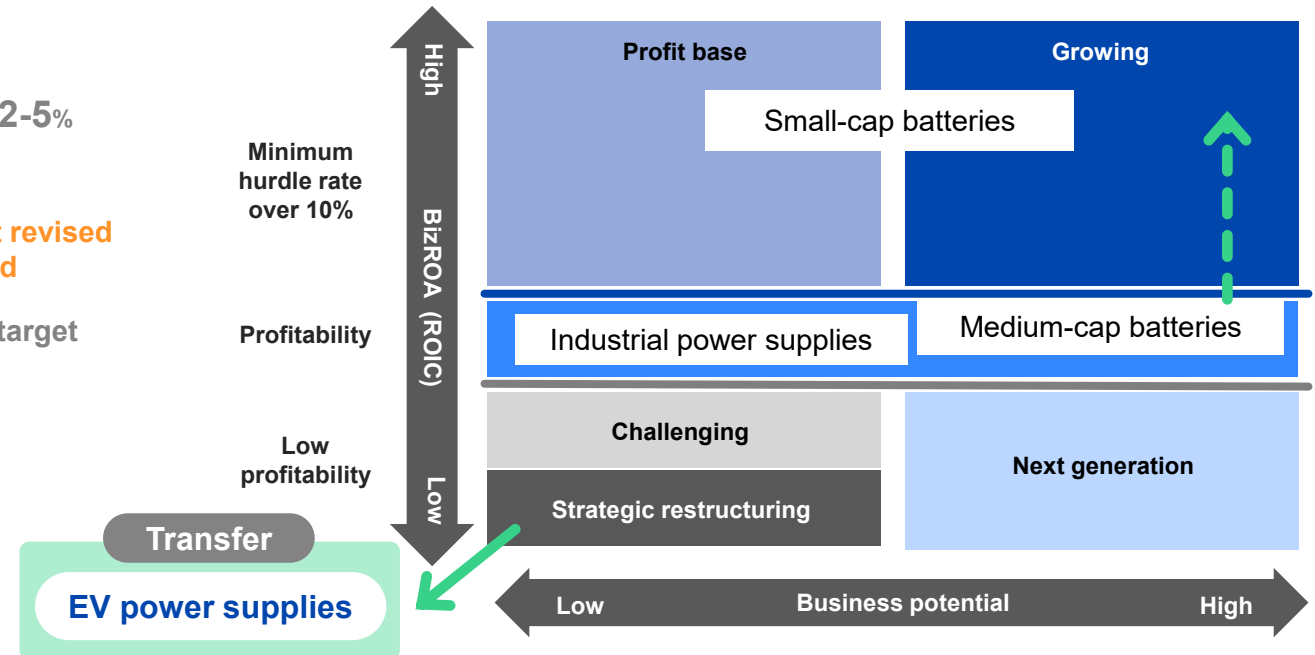 2-5%
t revised
d
target
High
BizROA (ROIC)
Low
Minimum
hurdle rate
over 10%
Profitability
Low
profitability
Profit base
Growing
Small-cap batteries
Industrial power supplies
Medium-cap batteries
Challenging
Next generation
Strategic restructuring
Transfer
EV power supplies
Low
Business potential
High